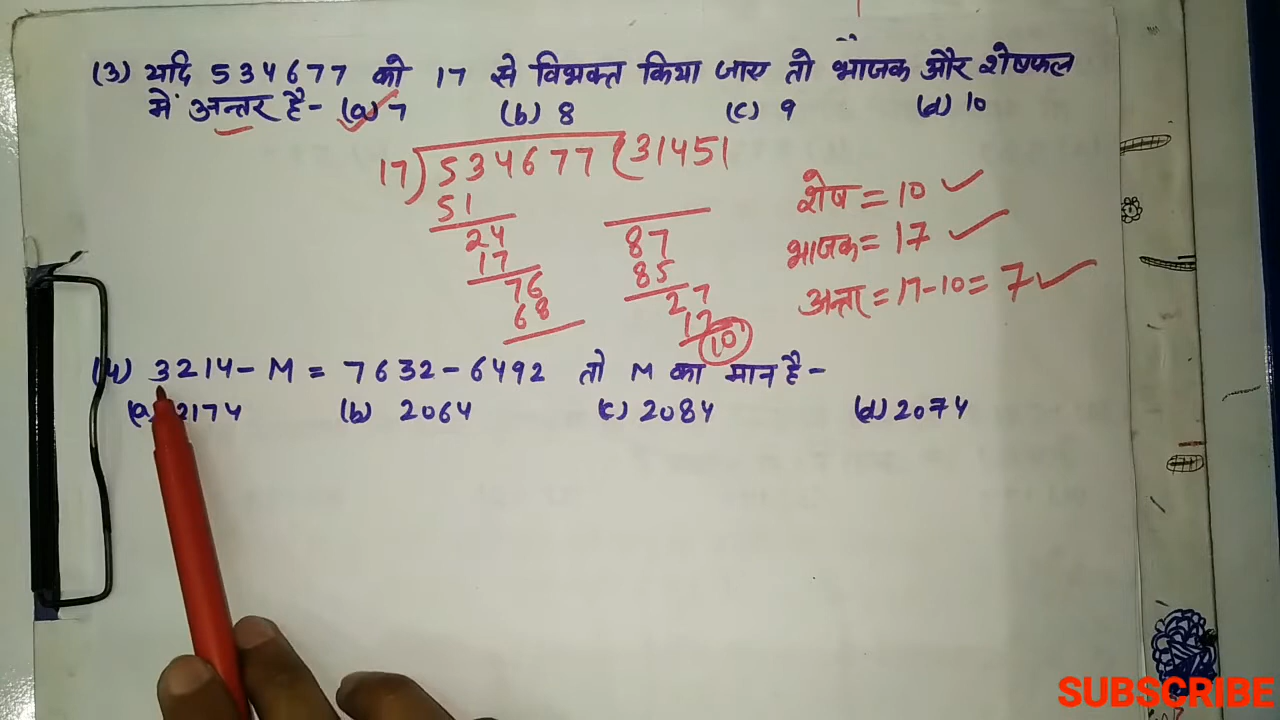 (3) यदि 534677 को 17 से विभक्त किया जाए तो भाजक और शेषफल
में अन्तर है- (a) 7 (b) 8 (c) 9 (d) 10
17) 534677 ( 31451
51
24
17
76
68
87
85
27
17
10
शेष = 10
भाजक = 17
अन्तर = 17-10 = 7
(4) 3214 - M = 7632 - 6492 तो M का मान है -
(a) 2174 (b) 2064 (c) 2084 (d) 2074
SUBSCRIBE